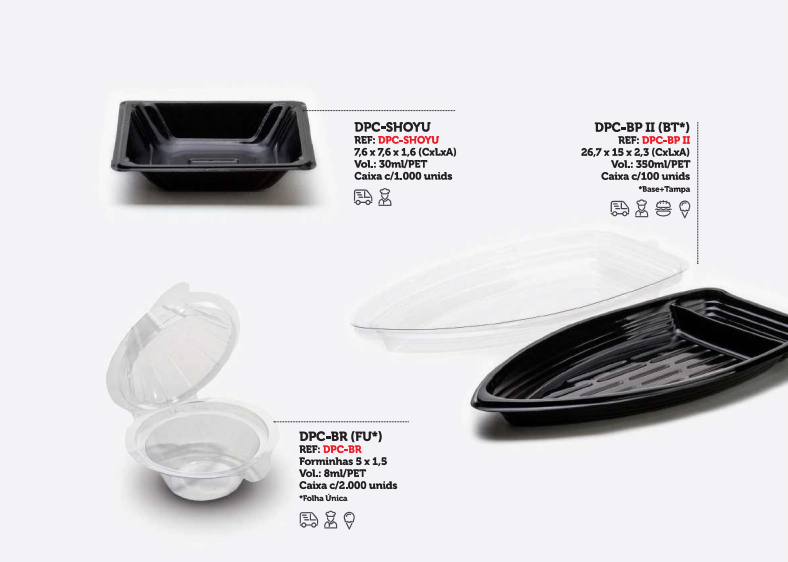 DPC-SHOYU
REF: DPC-SHOYU
7,6 x 7,6 x 1,6 (CxLxA)
Vol.: 30ml/PET
Caixa c/1.000 unids
DPC-BP II (BT*)
REF: DPC-BP II
26,7 x 15 x 2,3 (CxLxA)
Vol.: 350ml/PET
Caixa c/100 unids
*Base+Tampa
DPC-BR (FU*)
REF: DPC-BR
Forminhas 5 x 1,5
Vol.: 8ml/PET
Caixa c/2.000 unids
*Folha Única